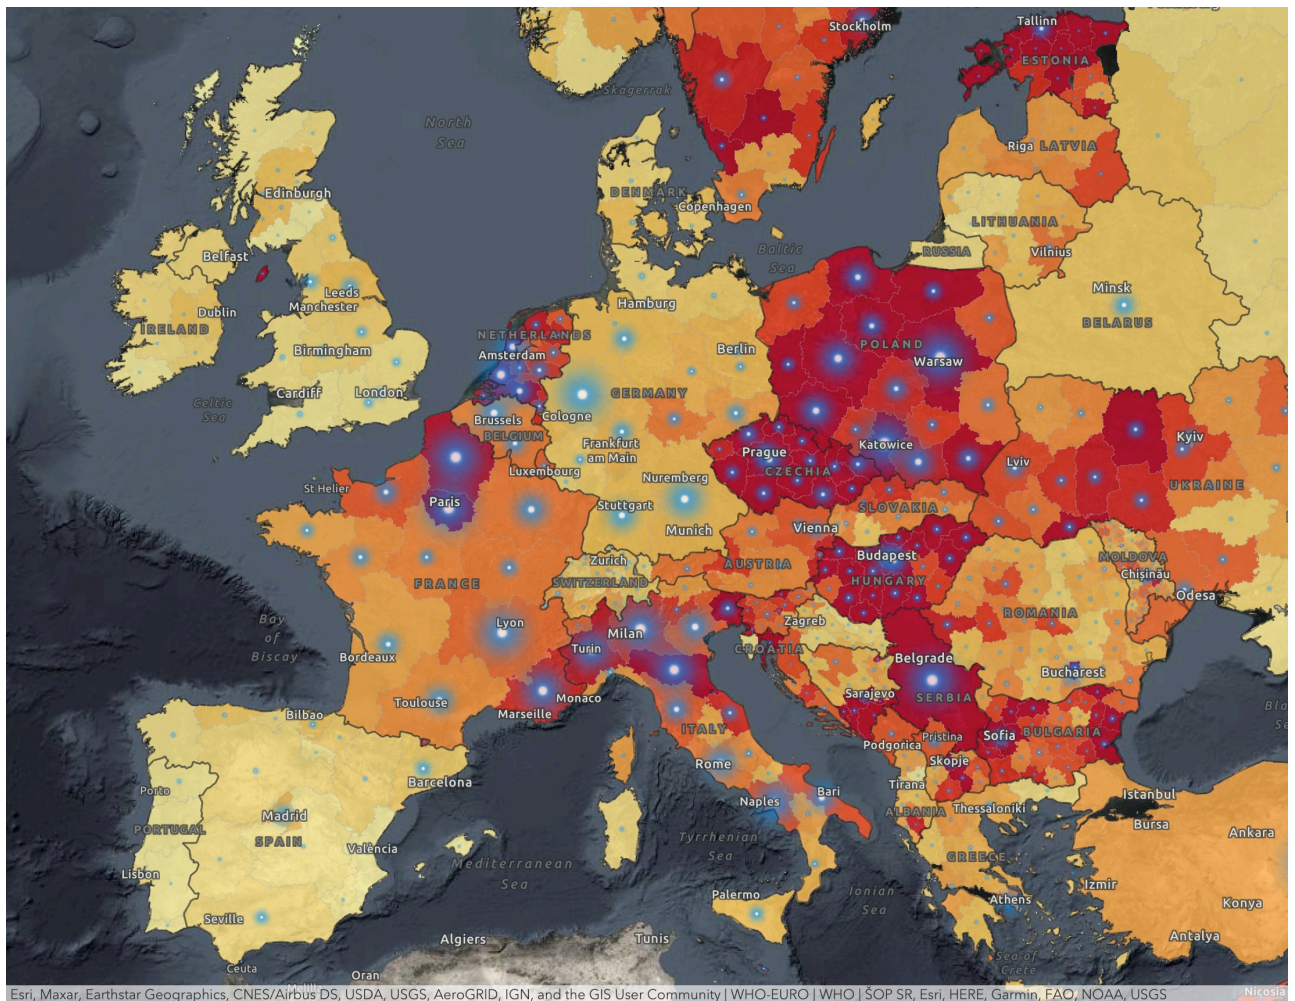 Stockholm
Tallinn
ESTONIA
Skagerrak
North
Sea
Riga LATVIA
Edinburgh
DENMARK
Copenhagen
LITHUANIA
Baltic
Sea
RUSSIA
Vilnius
Belfast
Leeds
Manchester
Hamburg
Minsk
BELARUS
Dublin
IRELAND
NETHERLANDS
Amsterdam
Birmingham
Berlin
POLAND
Warsaw
Cardiff
London
GERMANY
Celtic
Sea
Brussels
Cologne
BELGIUM
Frankfurt
am Main
Katowice
Kyiv
Prague
CZECHIA
Luxembourg
Lviv
St Helier
Nuremberg
UKRAINE
Paris
Stuttgart
SLOVAKIA
Munich
Vienna
Zurich
Budapest
MOLDOVA
AUSTRIA
Chișinău
SWITZERLAND
HUNGARY
FRANCE
Odesa
Lyon
ROMANIA
Milan
Zagreb
Bay
of
Biscay
Turin
CROATIA
Bordeaux
Belgrade
Bucharest
Monaco
Sarajevo
SERBIA
Toulouse
Marseille
Bilbao
ITALY
Pristina
Sofia
BULGARIA
Podgorica
Rome
Skopje
Barcelona
Tirana
Porto
Naples
Bari
Istanbul
Madrid
ALBANIA
Thessaloniki
PORTUGAL
SPAIN
Bursa
Ankara
València
Tyrrhenian
Sea
Mediterranean
Sea
GREECE
Lisbon
Izmir
Palermo
Ionian
Sea
Athens
Konya
Seville
Algiers
Tunis
Antalya
Ceuta
Oran
Sea of
Crete
Nicosia
Esri, Maxar, Earthstar Geographics, CNES/Airbus DS, USDA, USGS, AeroGRID, IGN, and the GIS User Community | WHO-EURO | WHO | ŠOP SR, Esri, HERE, Garmin, FAO, NOAA, USGS